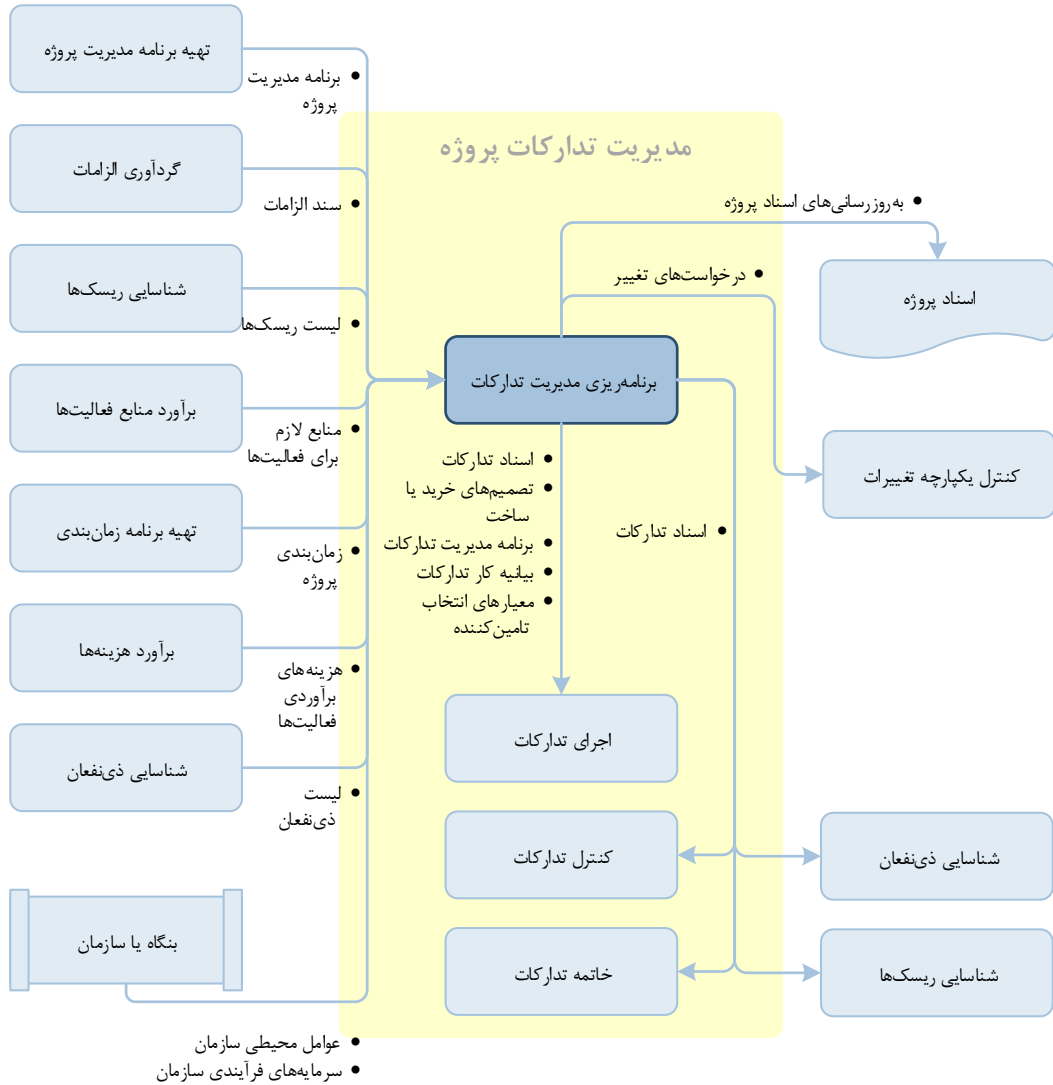 تهیه برنامه مدیریت پروژه
• برنامه مدیریت
پروژه
مدیریت تدارکات پروژه
گردآوری الزامات
• سند الزامات
• به‌روزرسانی‌های اسناد پروژه
شناسایی ریسک‌ها
• درخواست‌های تغییر
اسناد پروژه
• لیست ریسک‌ها
برنامه‌ریزی مدیریت تدارکات
برآورد منابع فعالیت‌ها
• منابع لازم
برای فعالیت‌ها
• اسناد تدارکات
• تصمیم‌های خرید یا
ساخت
• برنامه مدیریت تدارکات
• بیانیه کار تدارکات
• معیارهای انتخاب
تامین‌کننده
• اسناد تدارکات
کنترل یکپارچه تغییرات
تهیه برنامه زمان‌بندی
• زمان‌بندی
پروژه
برآورد هزینه‌ها
• هزینه‌های
برآوردی
فعالیت‌ها
اجرای تدارکات
شناسایی ذی‌نفعان
• لیست
ذی‌نفعان
کنترل تدارکات
شناسایی ذی‌نفعان
بنگاه یا سازمان
خاتمه تدارکات
شناسایی ریسک‌ها
• عوامل محیطی سازمان
• سرمایه‌های فرآیندی سازمان